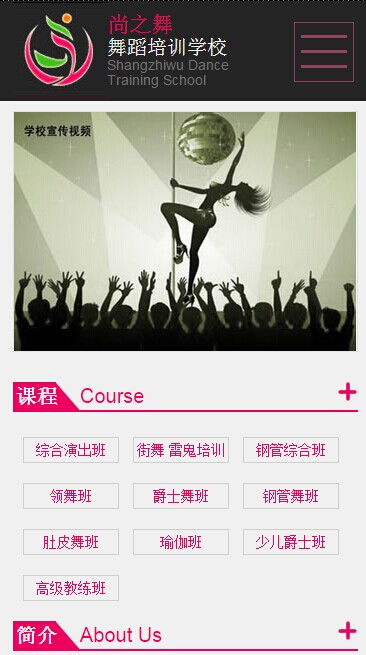 尚之舞
舞蹈培训学校
Shangzhiwu Dance
Training School
学校宣传视频
课程 Course
综合演出班 街舞 雷鬼培训 钢管综合班
领舞班 爵士舞班 钢管舞班
肚皮舞班 瑜伽班 少儿爵士班
高级教练班
简介 About Us